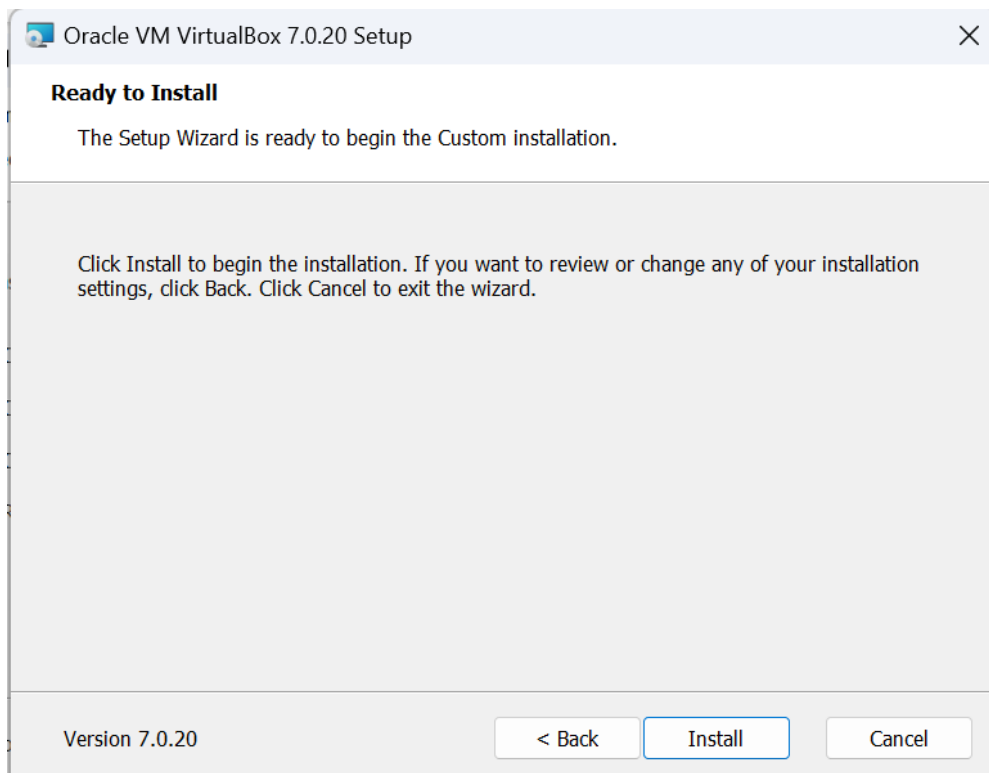 Oracle VM VirtualBox 7.0.20 Setup
Ready to Install
The Setup Wizard is ready to begin the Custom installation.
Click Install to begin the installation. If you want to review or change any of your installation
settings, click Back. Click Cancel to exit the wizard.
Version 7.0.20
< Back
Install
Cancel